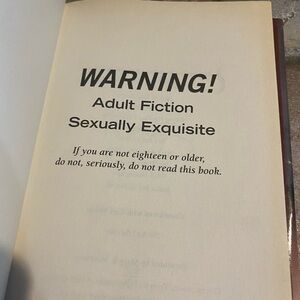 WARNING!
Adult Fiction
Sexually Exquisite
If you are not eighteen or older,
do not, seriously, do not read this book.